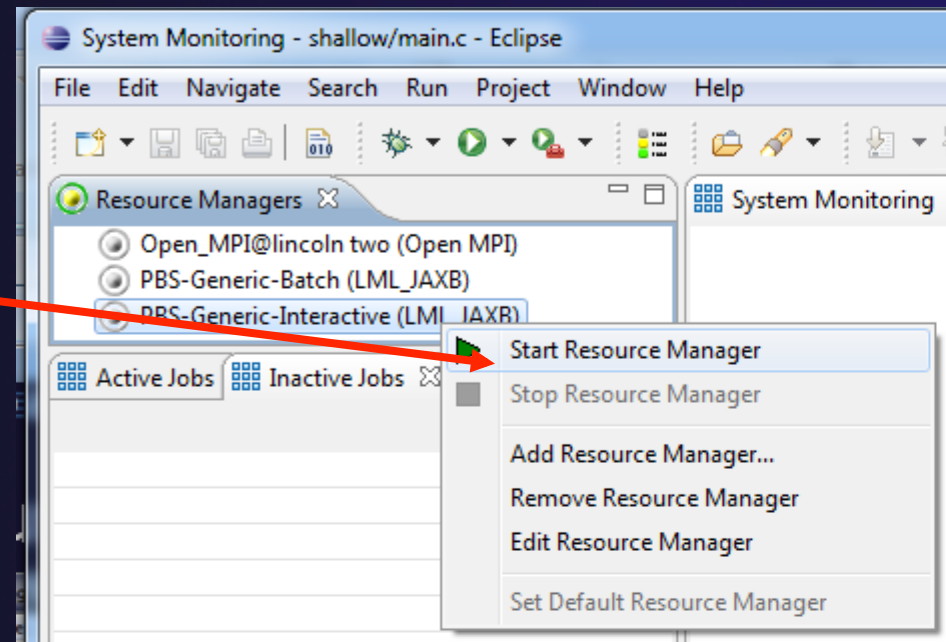 System Monitoring - shallow/main.c - Eclipse
File Edit Navigate Search Run Project Window Help
010
Resource Managers
System Monitoring
Open_MPI@lincoln two (Open MPI)
PBS-Generic-Batch (LML_JAXB)
PBS-Generic-Interactive (LML_JAXB)
Active Jobs
Inactive Jobs
Start Resource Manager
Stop Resource Manager
Add Resource Manager...
Remove Resource Manager
Edit Resource Manager
Set Default Resource Manager